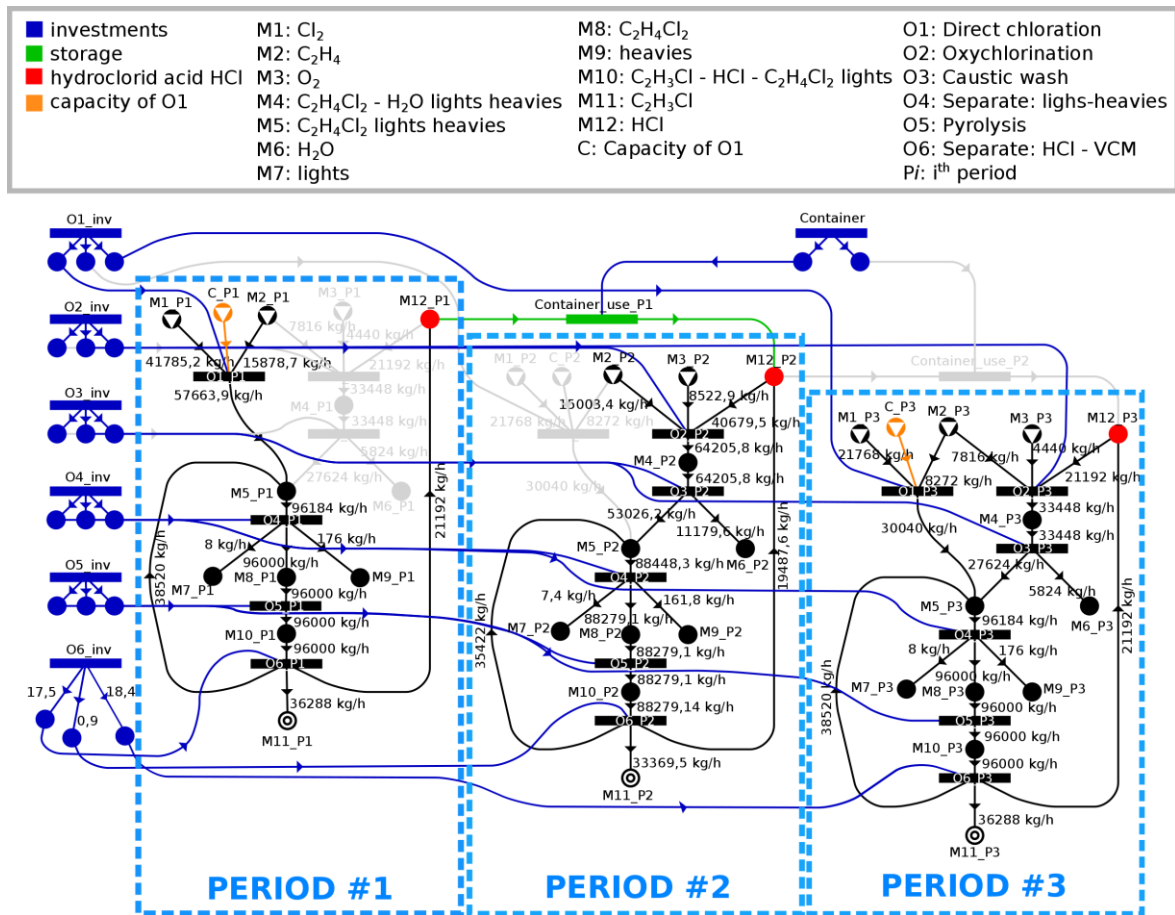 investments
storage
hydroclorid acid HCl
capacity of O1
M1: Cl₂
M2: C₂H₄
M3: O₂
M4: C₂H₄Cl₂ - H₂O lights heavies
M5: C₂H₄Cl₂ lights heavies
M6: H₂O
M7: lights
M8: C₂H₄Cl₂
M9: heavies
M10: C₂H₃Cl - HCl - C₂H₄Cl₂ lights
M11: C₂H₃Cl
M12: HCl
C: Capacity of O1
O1: Direct chloration
O2: Oxychlorination
O3: Caustic wash
O4: Separate: lighs-heavies
O5: Pyrolysis
O6: Separate: HCl - VCM
Pi: iᵗʰ period
O1_inv
O2_inv
O3_inv
O4_inv
O5_inv
O6_inv
17,5
0,9
18,4
Container
Container_use_P1
Container_use_P2
M1_P1
C_P1
M2_P1
M3_P1
M12_P1
7816 kg/h
4440 kg/h
41785,2 kg/h
15878,7 kg/h
21192 kg/h
O1_P1
57663,9 kg/h
33448 kg/h
M4_P1
33448 kg/h
5824 kg/h
27624 kg/h
M5_P1
M6_P1
96184 kg/h
O4_P1
8 kg/h
176 kg/h
M7_P1
M8_P1
M9_P1
96000 kg/h
O5_P1
96000 kg/h
M10_P1
96000 kg/h
O6_P1
38520 kg/h
21192 kg/h
36288 kg/h
M11_P1
PERIOD #1
M1_P2
C_P2
M2_P2
M3_P2
M12_P2
15003,4 kg/h
8522,9 kg/h
21768 kg/h
8272 kg/h
40679,5 kg/h
O2_P2
64205,8 kg/h
M4_P2
64205,8 kg/h
30040 kg/h
O3_P2
53026,2 kg/h
11179,6 kg/h
M5_P2
M6_P2
88448,3 kg/h
O4_P2
7,4 kg/h
161,8 kg/h
M7_P2
88279,1 kg/h
M8_P2
M9_P2
88279,1 kg/h
O5_P2
88279,1 kg/h
M10_P2
88279,14 kg/h
O6_P2
35422 kg/h
19487,6 kg/h
33369,5 kg/h
M11_P2
PERIOD #2
M1_P3
C_P3
M2_P3
M3_P3
M12_P3
21768 kg/h
8272 kg/h
7816 kg/h
4440 kg/h
21192 kg/h
O1_P3
O2_P3
30040 kg/h
33448 kg/h
M4_P3
33448 kg/h
O3_P3
27624 kg/h
5824 kg/h
M5_P3
M6_P3
96184 kg/h
O4_P3
8 kg/h
176 kg/h
M7_P3
96000 kg/h
M8_P3
M9_P3
96000 kg/h
O5_P3
96000 kg/h
M10_P3
96000 kg/h
O6_P3
38520 kg/h
21192 kg/h
36288 kg/h
M11_P3
PERIOD #3